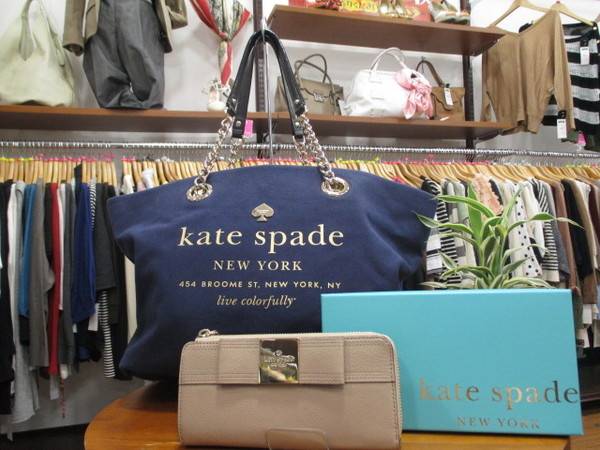 kate spade
NEW YORK
454 BROOME ST, NEW YORK, NY
live colorfully
kate spade
NEW YORK